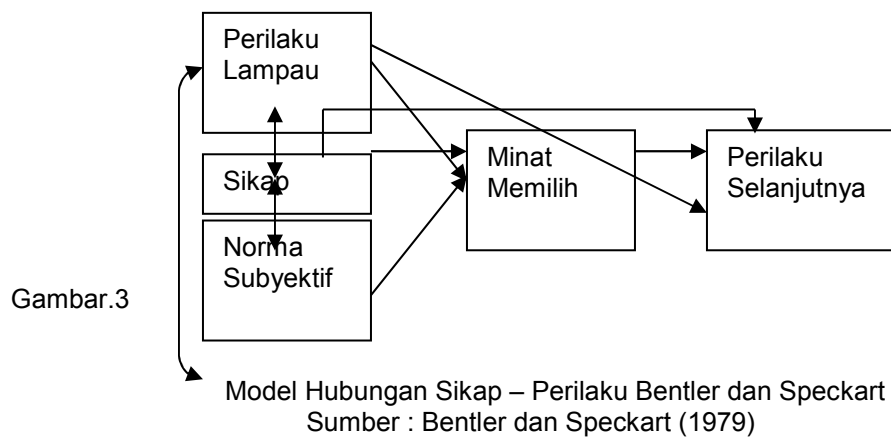 Perilaku
Lampau
Sikap
Norma
Subyektif
Minat
Memilih
Perilaku
Selanjutnya
Gambar.3
Model Hubungan Sikap – Perilaku Bentler dan Speckart
Sumber : Bentler dan Speckart (1979)